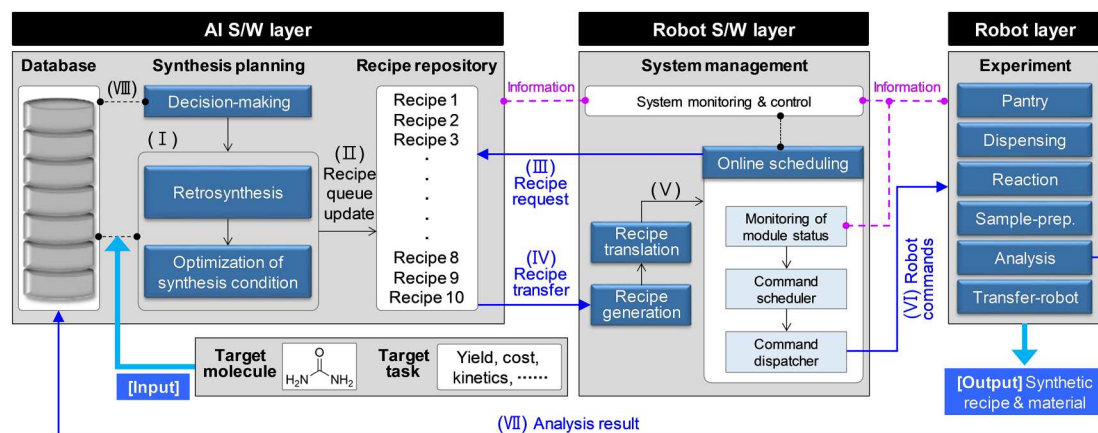 AI S/W layer
Robot S/W layer
Robot layer
Database
Synthesis planning
Recipe repository
System management
Experiment
(Ⅷ)
Decision-making
(Ⅰ)
Retrosynthesis
Optimization of
synthesis condition
(Ⅱ)
Recipe
queue
update
Recipe 1
Recipe 2
Recipe 3
.
.
.
.
.
Recipe 8
Recipe 9
Recipe 10
Information
System monitoring & control
Information
Online scheduling
(Ⅲ)
Recipe
request
(Ⅳ)
Recipe
transfer
(Ⅴ)
Recipe
translation
Recipe
generation
Monitoring of
module status
Command
scheduler
Command
dispatcher
(Ⅵ) Robot
commands
Pantry
Dispensing
Reaction
Sample-prep.
Analysis
Transfer-robot
[Input]
Target
molecule
O
H₂N NH₂
Target
task
Yield, cost,
kinetics, ······
[Output] Synthetic
recipe & material
(Ⅶ) Analysis result